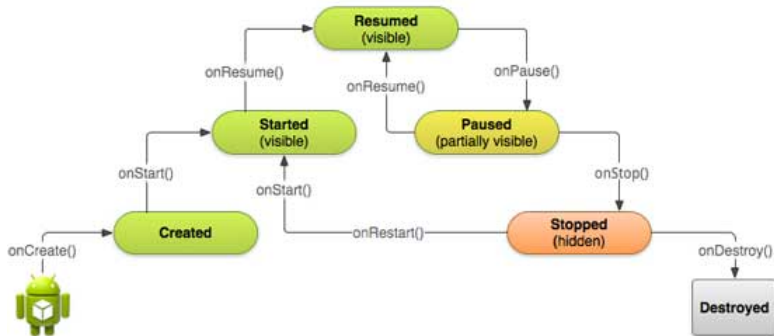 Resumed
(visible)
onResume()
onResume()
onPause()
Started
(visible)
Paused
(partially visible)
onStart()
onStart()
onStop()
Created
onRestart()
Stopped
(hidden)
onCreate()
onDestroy()
Destroyed